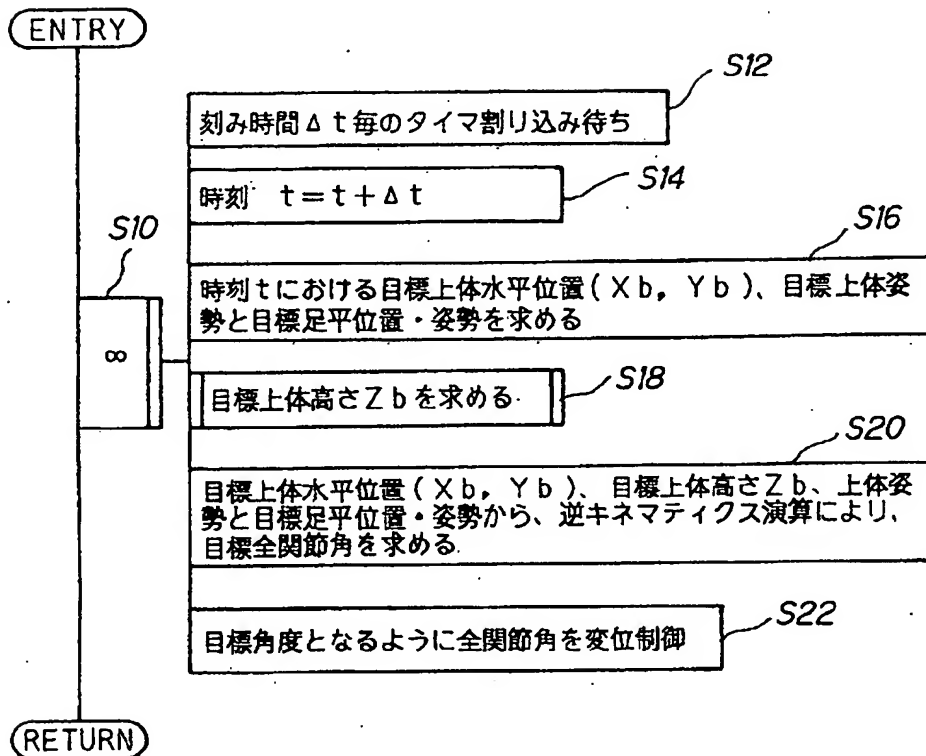 ENTRY
S12
刻み時間Δt毎のタイマ割り込み待ち
S14
時刻 t=t+Δt
S10
S16
時刻tにおける目標上体水平位置(Xb, Yb)、目標上体姿
勢と目標足平位置・姿勢を求める
∞
S18
目標上体高さZbを求める
S20
目標上体水平位置(Xb, Yb)、目標上体高さZb、上体姿
勢と目標足平位置・姿勢から、逆キネマティクス演算により、
目標全関節角を求める
S22
目標角度となるように全関節角を変位制御
RETURN